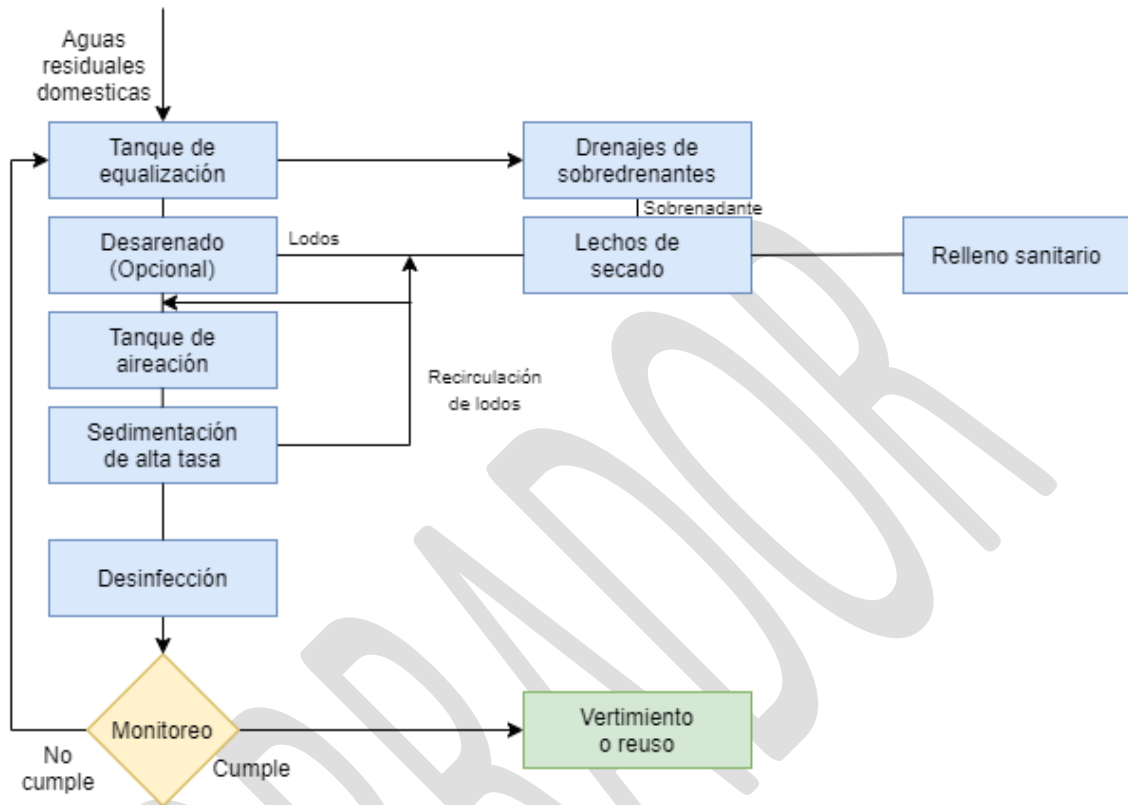 Aguas
residuales
domesticas
Tanque de
equalización
Drenajes de
sobredrenantes
Sobrenadante
Desarenado
(Opcional)
Lodos
Lechos de
secado
Relleno sanitario
Tanque de
aireación
Recirculación
de lodos
Sedimentación
de alta tasa
Desinfección
Monitoreo
No
cumple
Cumple
Vertimiento
o reuso